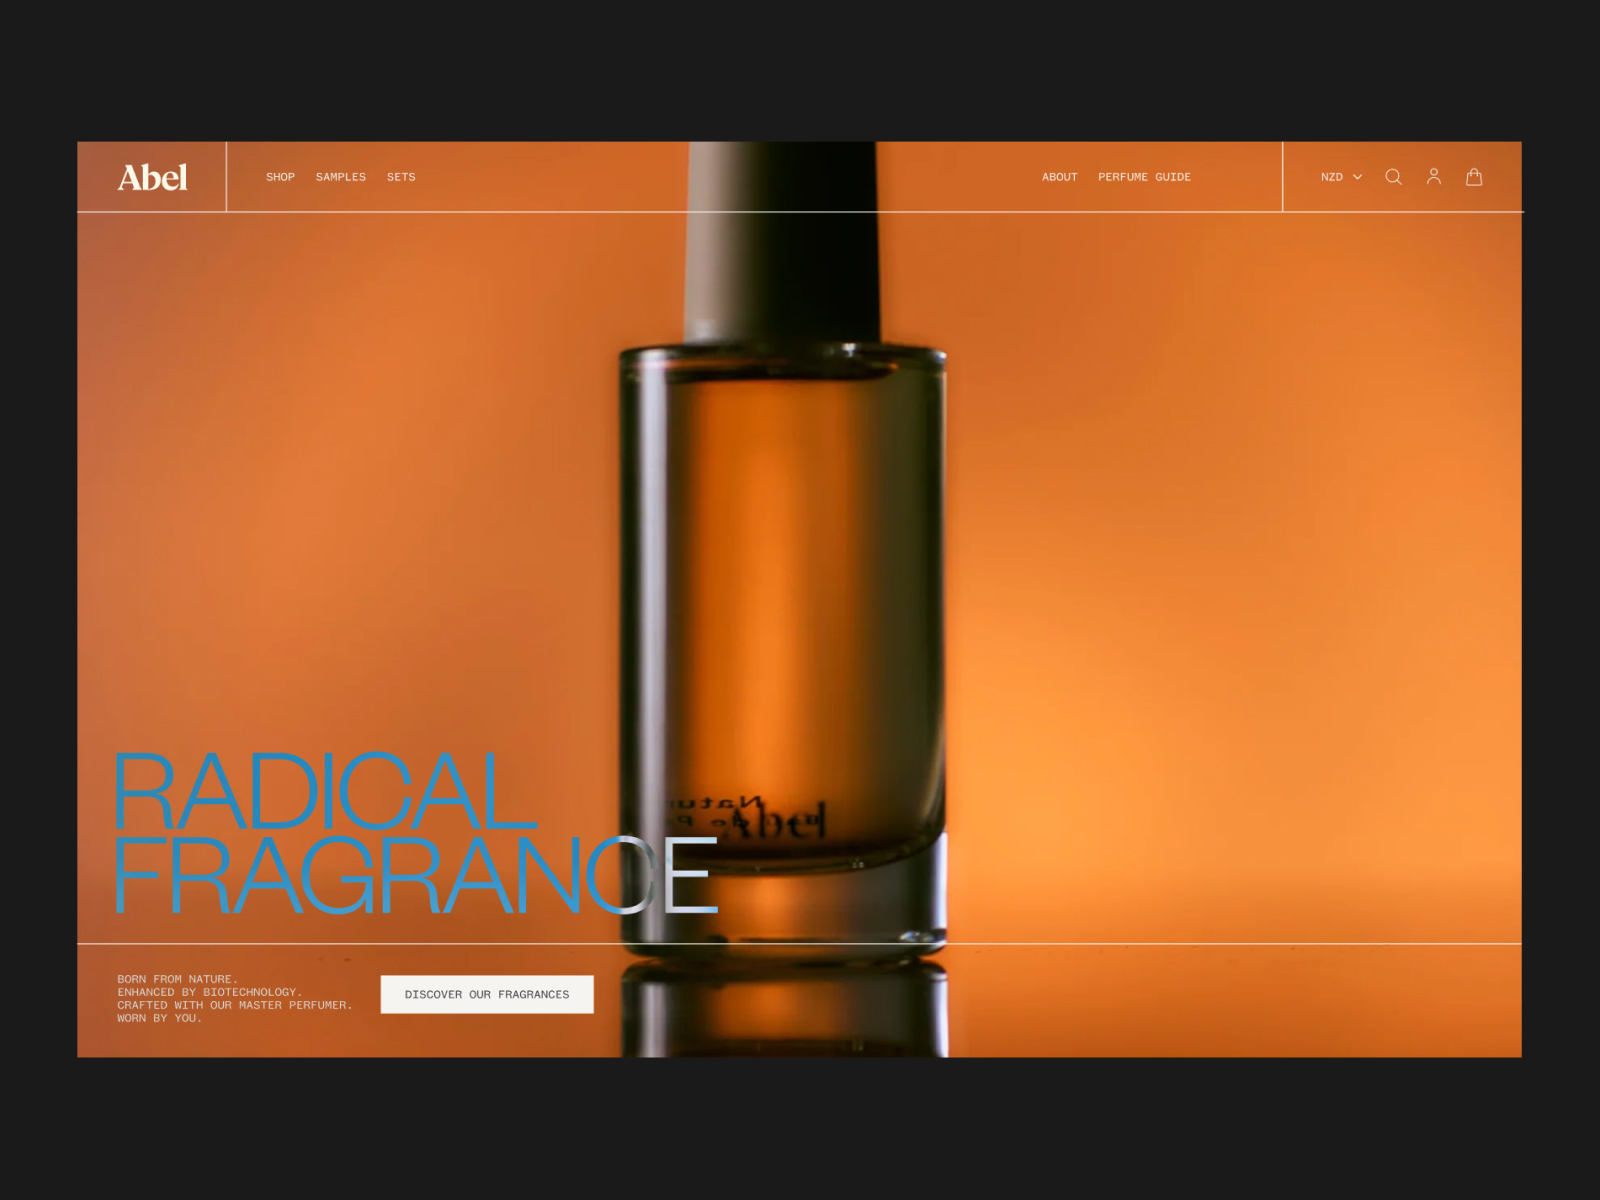 Abel
SHOP SAMPLES SETS
ABOUT PERFUME GUIDE
NZD
Abel
RADICAL
FRAGRANCE
BORN FROM NATURE.
ENHANCED BY BIOTECHNOLOGY.
CRAFTED WITH OUR MASTER PERFUMER.
WORN BY YOU.
DISCOVER OUR FRAGRANCES